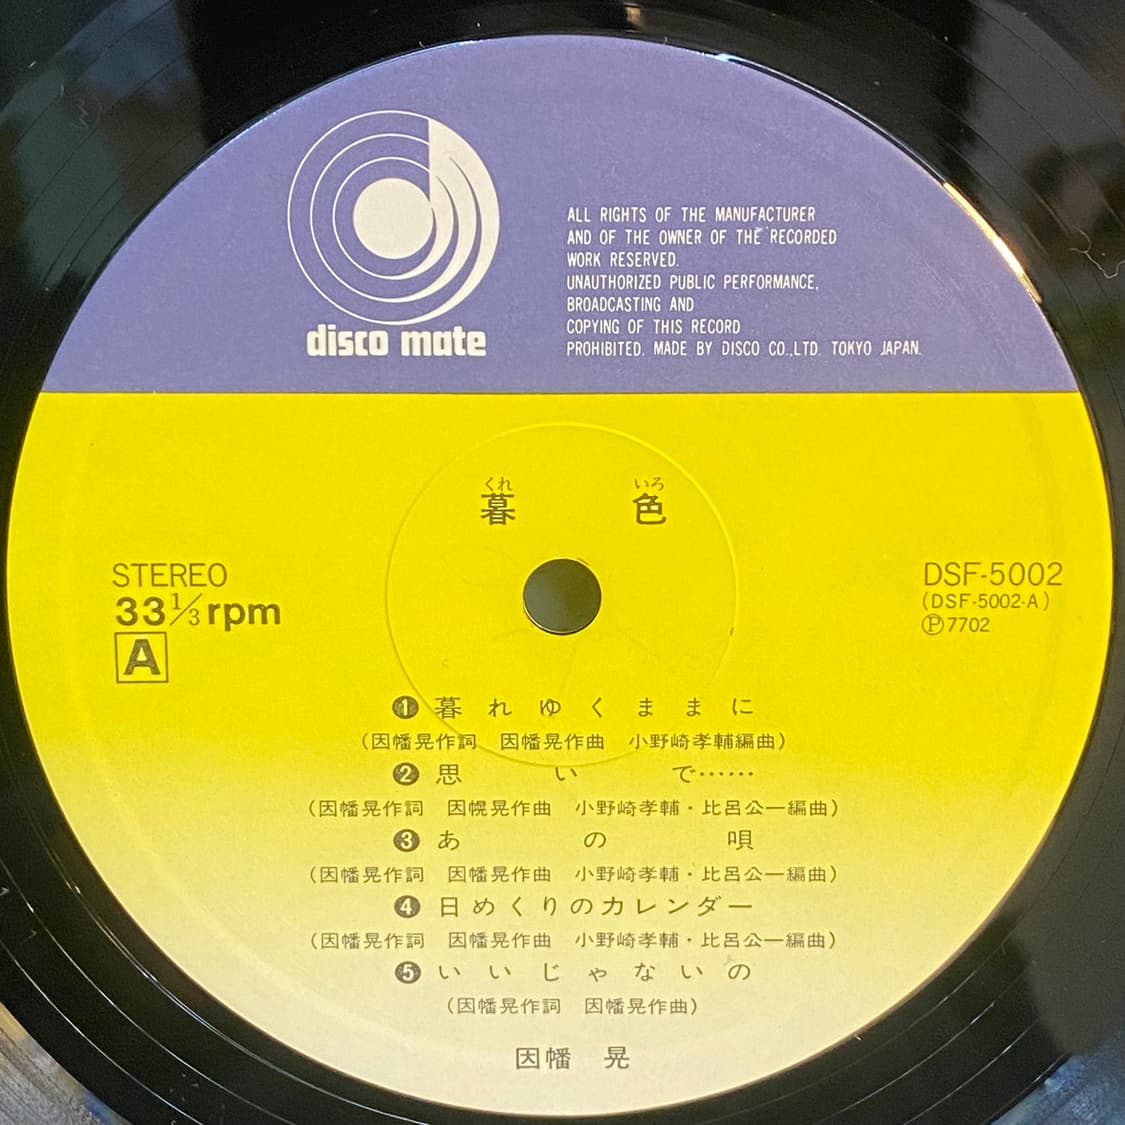 disco mate
ALL RIGHTS OF THE MANUFACTURER
AND OF THE OWNER OF THE RECORDED
WORK RESERVED.
UNAUTHORIZED PUBLIC PERFORMANCE,
BROADCASTING AND
COPYING OF THIS RECORD
PROHIBITED. MADE BY DISCO CO.,LTD. TOKYO JAPAN.
くれ いろ
暮 色
STEREO
33 1/3 rpm
A
DSF-5002
(DSF-5002-A)
Ⓟ7702
❶ 暮れゆくままに
(因幡晃作詞 因幡晃作曲 小野崎孝輔編曲)
❷ 思いで……
(因幡晃作詞 因幌晃作曲 小野崎孝輔・比呂公一編曲)
❸ あの唄
(因幡晃作詞 因幡晃作曲 小野崎孝輔・比呂公一編曲)
❹ 日めくりのカレンダー
(因幡晃作詞 因幡晃作曲 小野崎孝輔・比呂公一編曲)
❺ いいじゃないの
(因幡晃作詞 因幡晃作曲)
因幡 晃